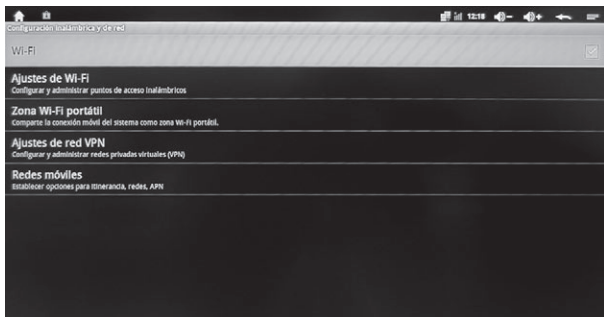 12:18
Configuración inalámbrica y de red
Wi-Fi
Ajustes de Wi-Fi
Configurar y administrar puntos de acceso inalámbricos
Zona Wi-Fi portátil
Comparte la conexión móvil del sistema como zona Wi-Fi portátil.
Ajustes de red VPN
Configurar y administrar redes privadas virtuales (VPN)
Redes móviles
Establecer opciones para itinerancia, redes, APN